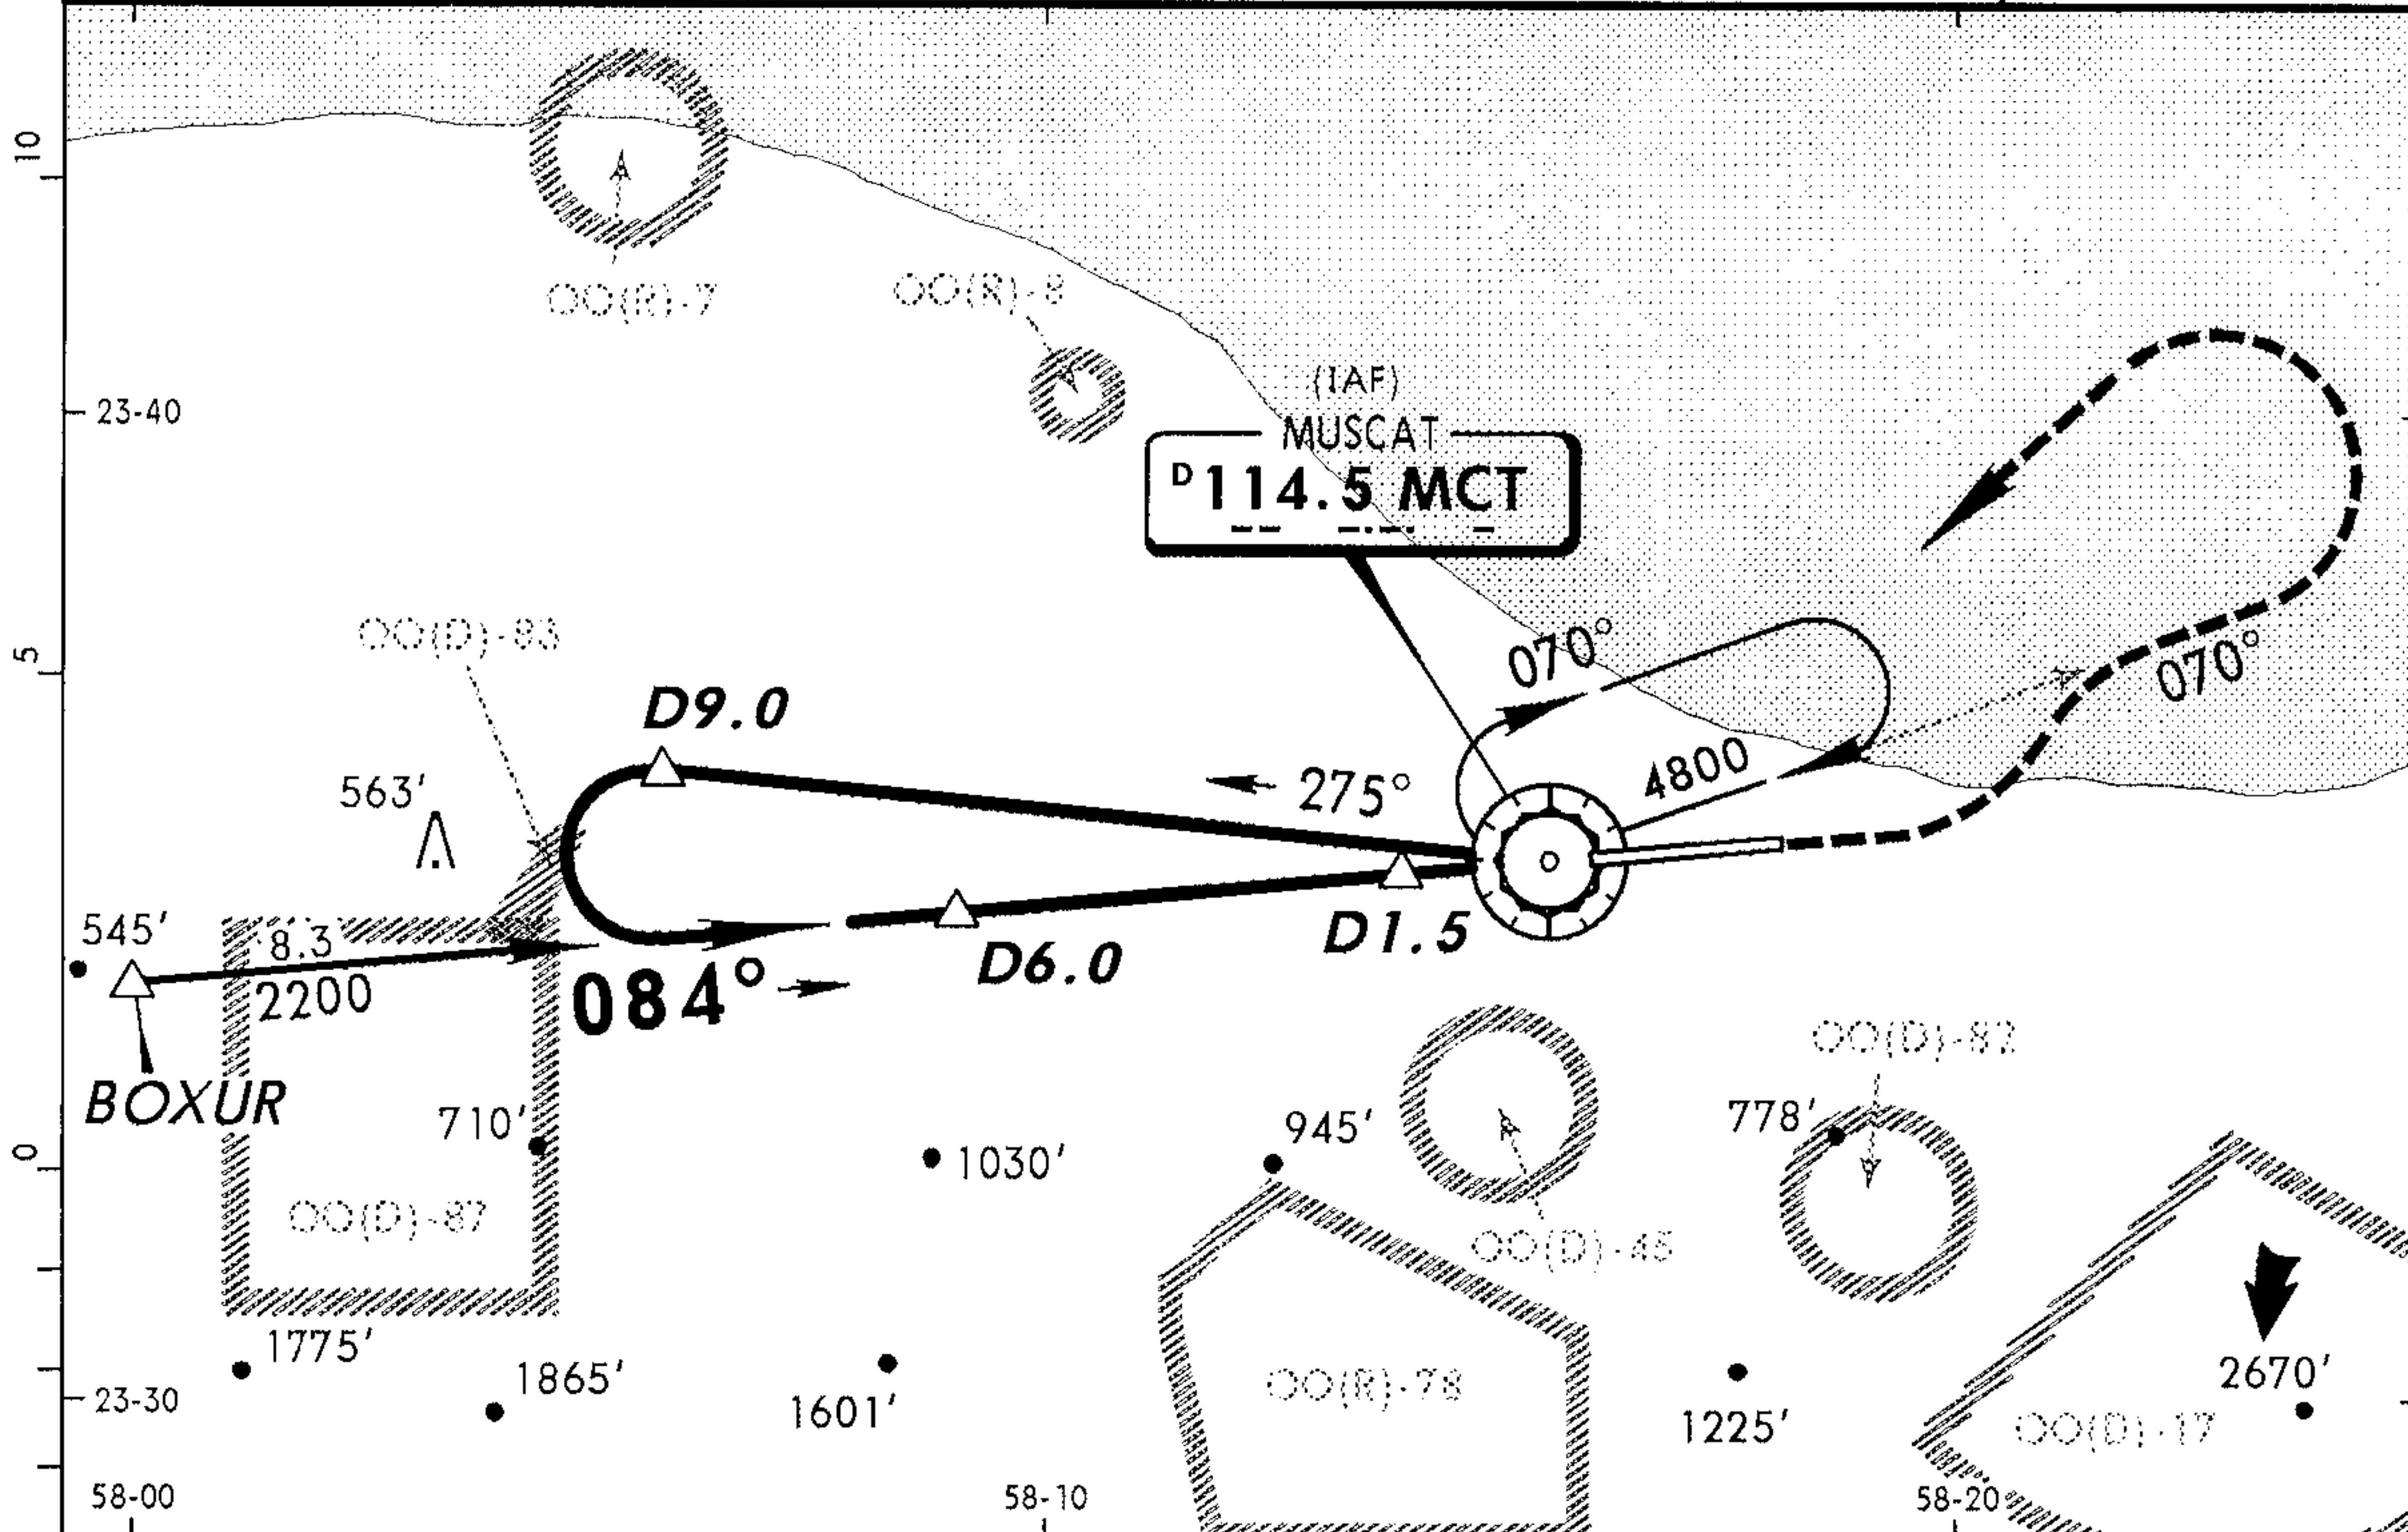 10
OO(R)-7
OO(R)-8
(IAF)
MUSCAT
23-40
D 114.5 MCT
OO(D)-83
5
070°
070°
D9.0
563'
275°
4800
545'
8.3
D1.5
D6.0
2200
084°
BOXUR
OO(D)-82
710'
945'
778'
0
1030'
OO(D)-87
OO(D)-45
1775'
1865'
OO(R)-78
2670'
23-30
1601'
1225'
OO(D)-17
58-00
58-10
58-20